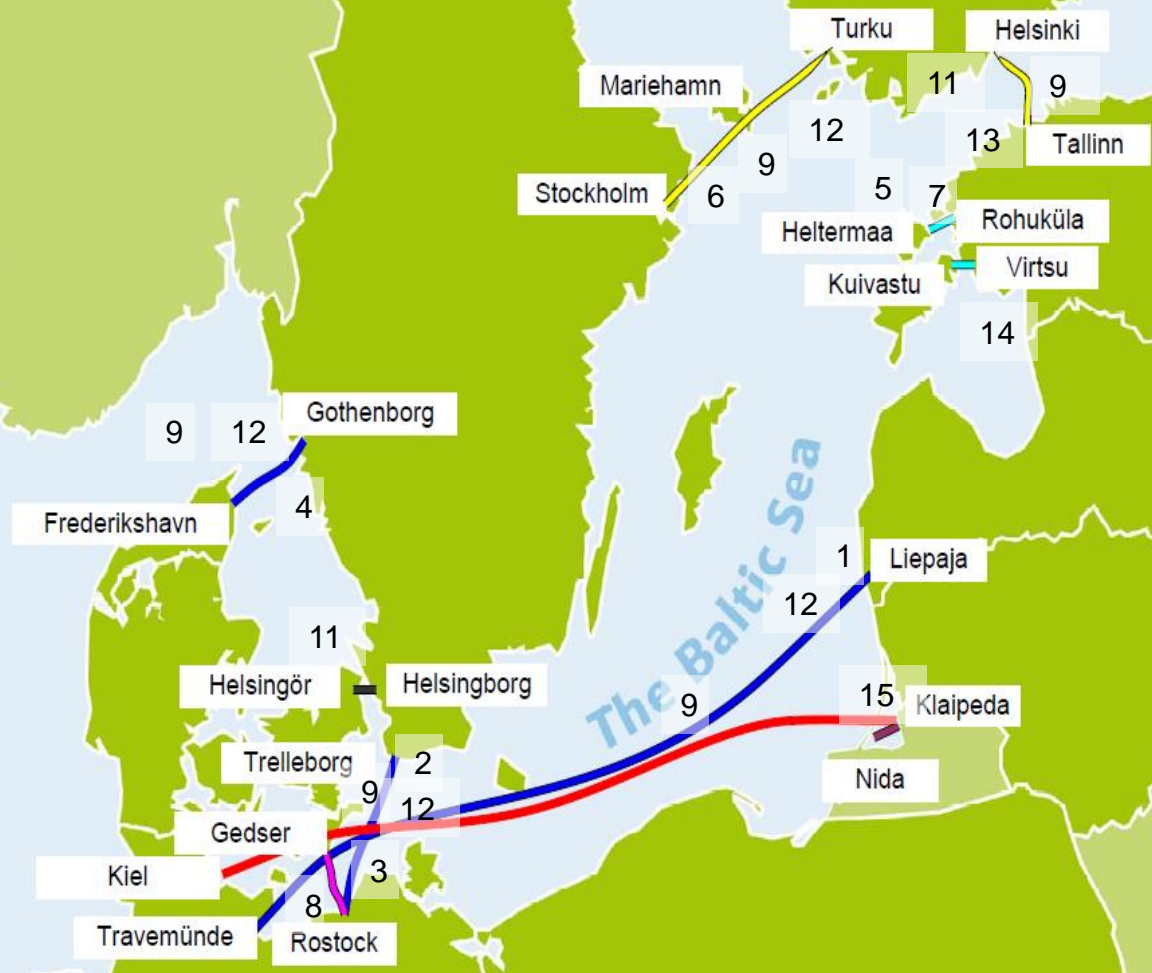 Turku
Helsinki
Mariehamn
11
9
12
13
Tallinn
9
Stockholm
6
5
7
Heltermaa
Rohuküla
Kuivastu
Virtsu
14
9
12
Gothenborg
4
Frederikshavn
The Baltic Sea
1
Liepaja
12
11
Helsingör
Helsingborg
9
15
Klaipeda
Trelleborg
2
Nida
9
12
Gedser
3
Kiel
8
Travemünde
Rostock